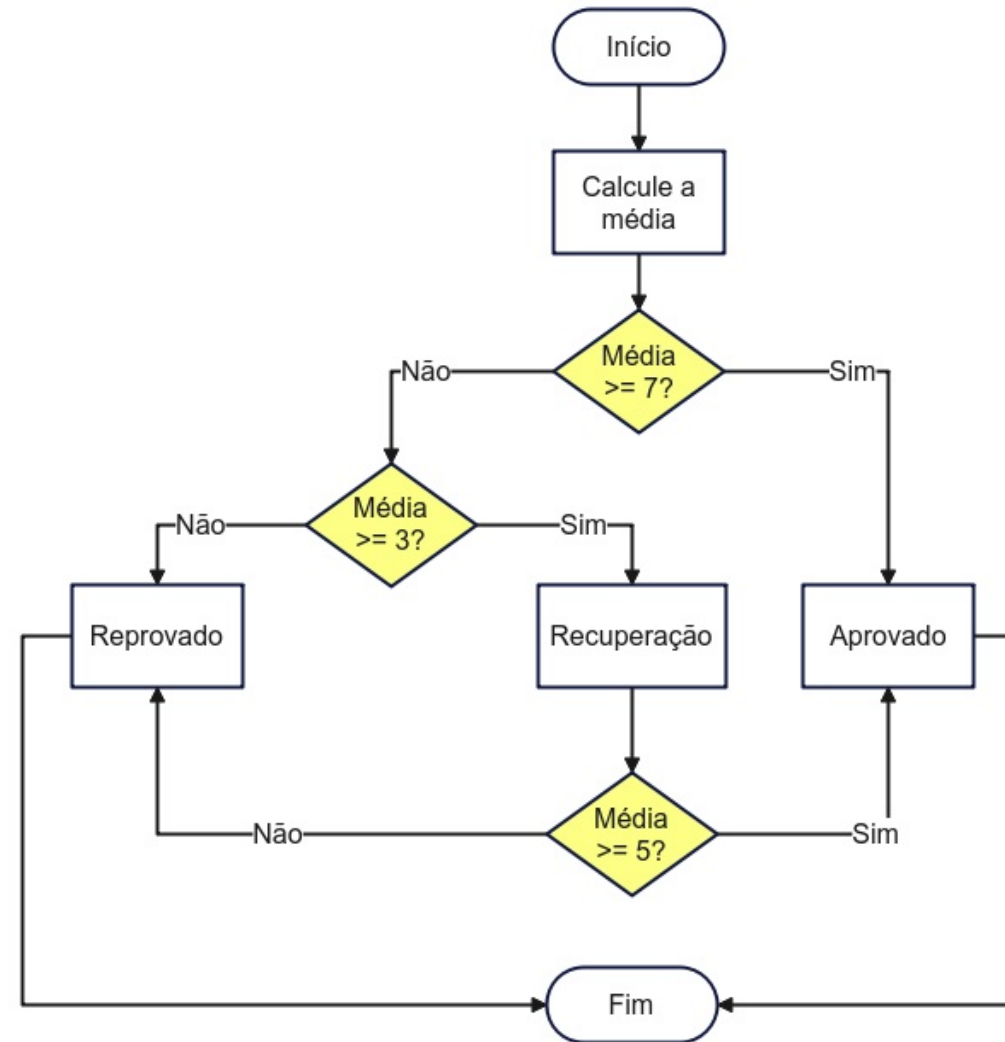 Início
Calcule a
média
Média
>= 7?
Não
Sim
Média
>= 3?
Não
Sim
Reprovado
Recuperação
Aprovado
Média
>= 5?
Não
Sim
Fim